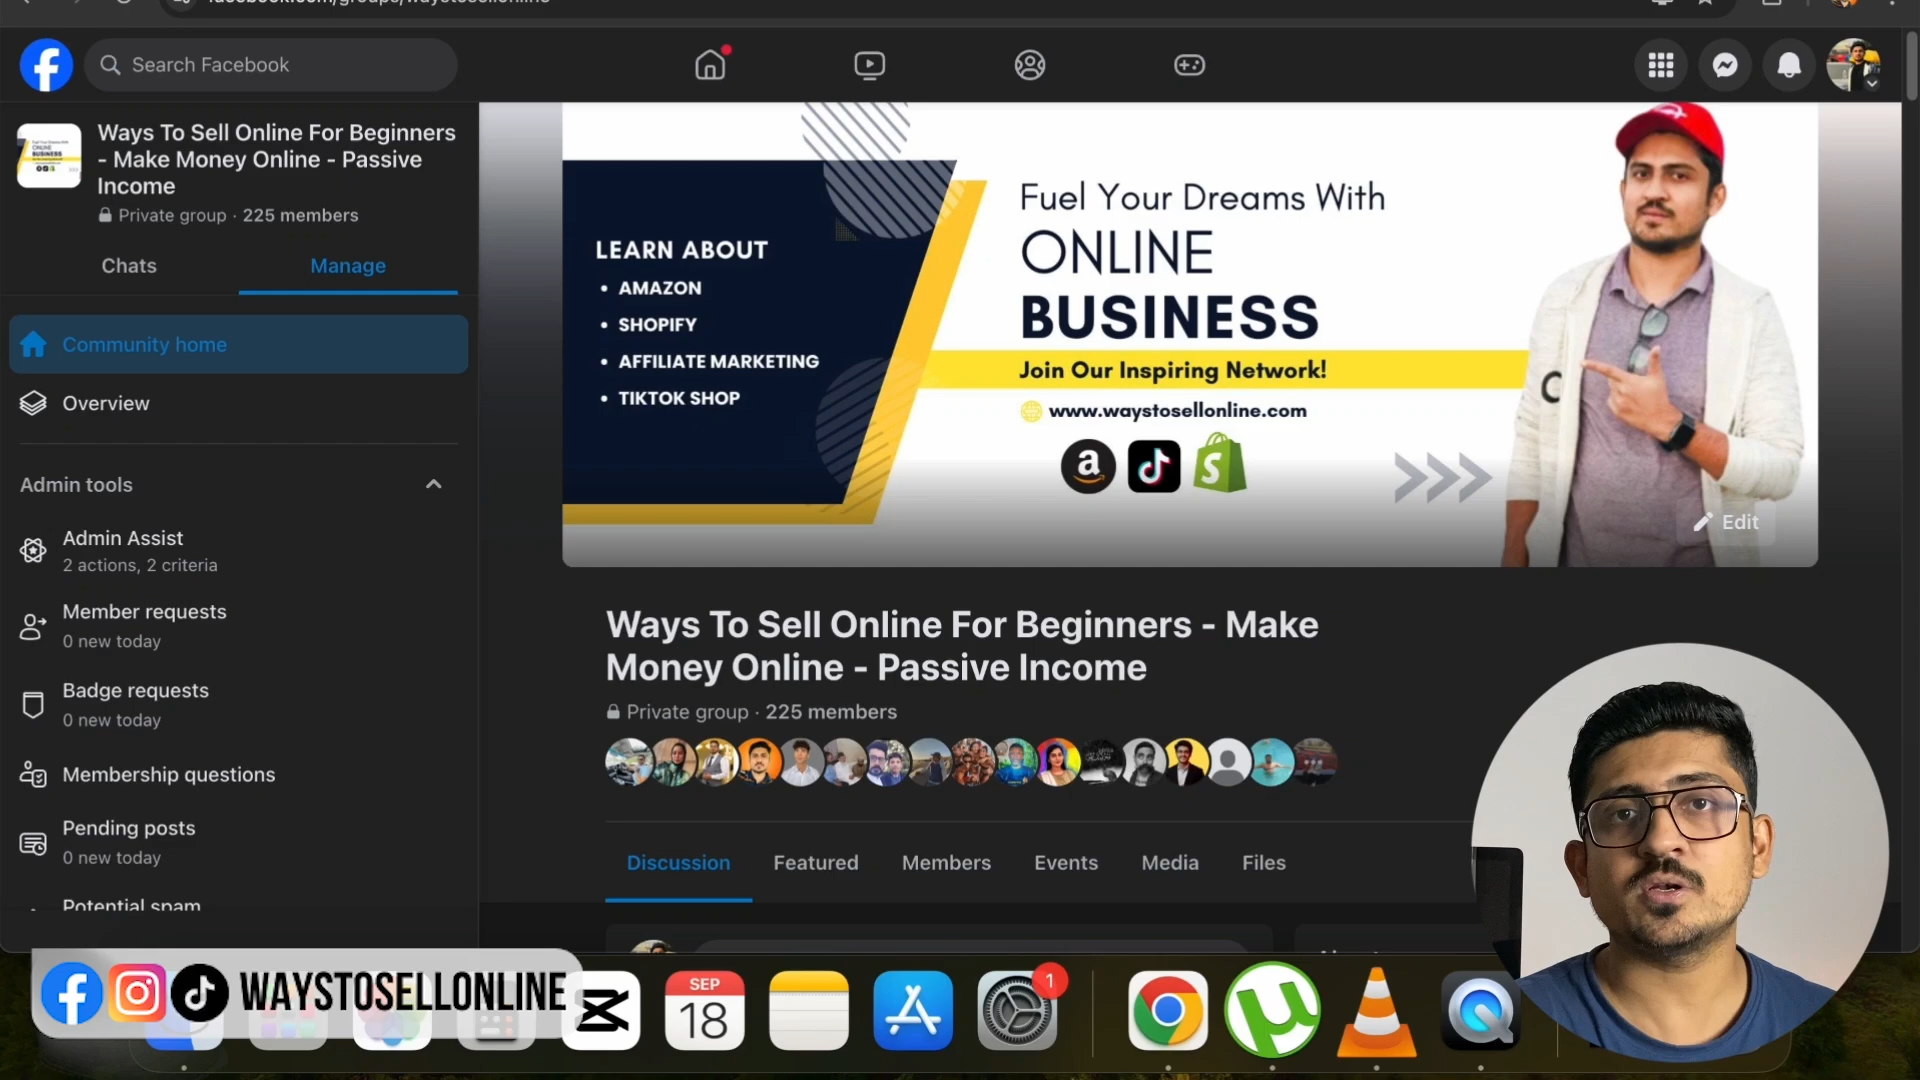 Search Facebook
Ways To Sell Online For Beginners
- Make Money Online - Passive
Income
Private group · 225 members
Chats
Manage
Community home
Overview
Admin tools
Admin Assist
2 actions, 2 criteria
Member requests
0 new today
Badge requests
0 new today
Membership questions
Pending posts
0 new today
Potential spam
LEARN ABOUT
• AMAZON
• SHOPIFY
• AFFILIATE MARKETING
• TIKTOK SHOP
Fuel Your Dreams With
ONLINE
BUSINESS
Join Our Inspiring Network!
www.waystosellonline.com
Edit
Ways To Sell Online For Beginners - Make
Money Online - Passive Income
Private group · 225 members
Discussion
Featured
Members
Events
Media
Files
WAYSTOSELLONLINE
SEP
18
1